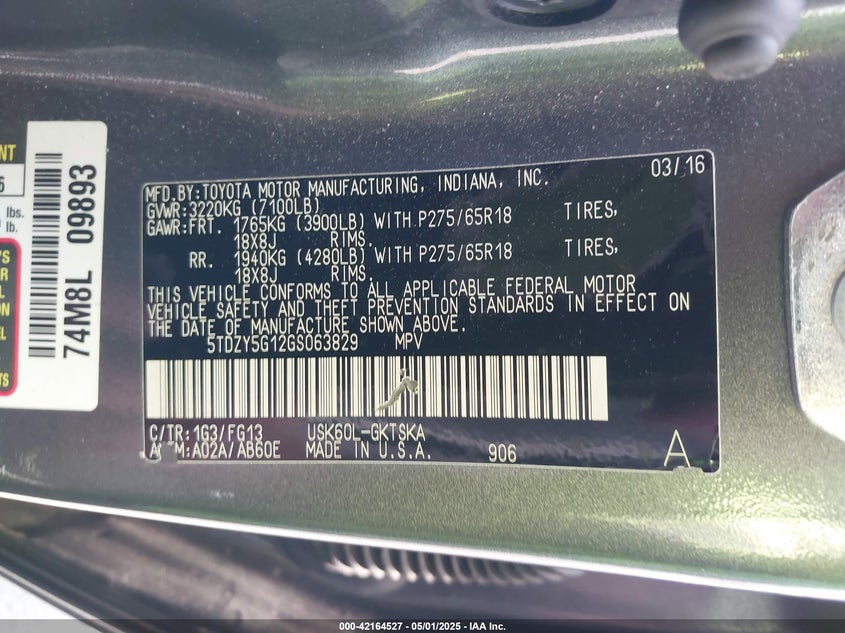 NT
6
lbs.
74M8L 09893
MFD.BY:TOYOTA MOTOR MANUFACTURING, INDIANA, INC. 03/16
GVWR:3220KG (7100LB)
GAWR:FRT. 1765KG (3900LB)WITH P275/65R18 TIRES,
18X8J RIMS.
RR. 1940KG (4280LB)WITH P275/65R18 TIRES,
18X8J RIMS.
THIS VEHICLE CONFORMS TO ALL APPLICABLE FEDERAL MOTOR
VEHICLE SAFETY AND THEFT PREVENTION STANDARDS IN EFFECT ON
THE DATE OF MANUFACTURE SHOWN ABOVE.
5TDZY5G12GS063829 MPV
C/TR:1G3/FG13 USK60L-GKTSKA
:A02A/AB60E MADE IN U.S.A. 906 A
000-42164527 - 05/01/2025 - IAA Inc.